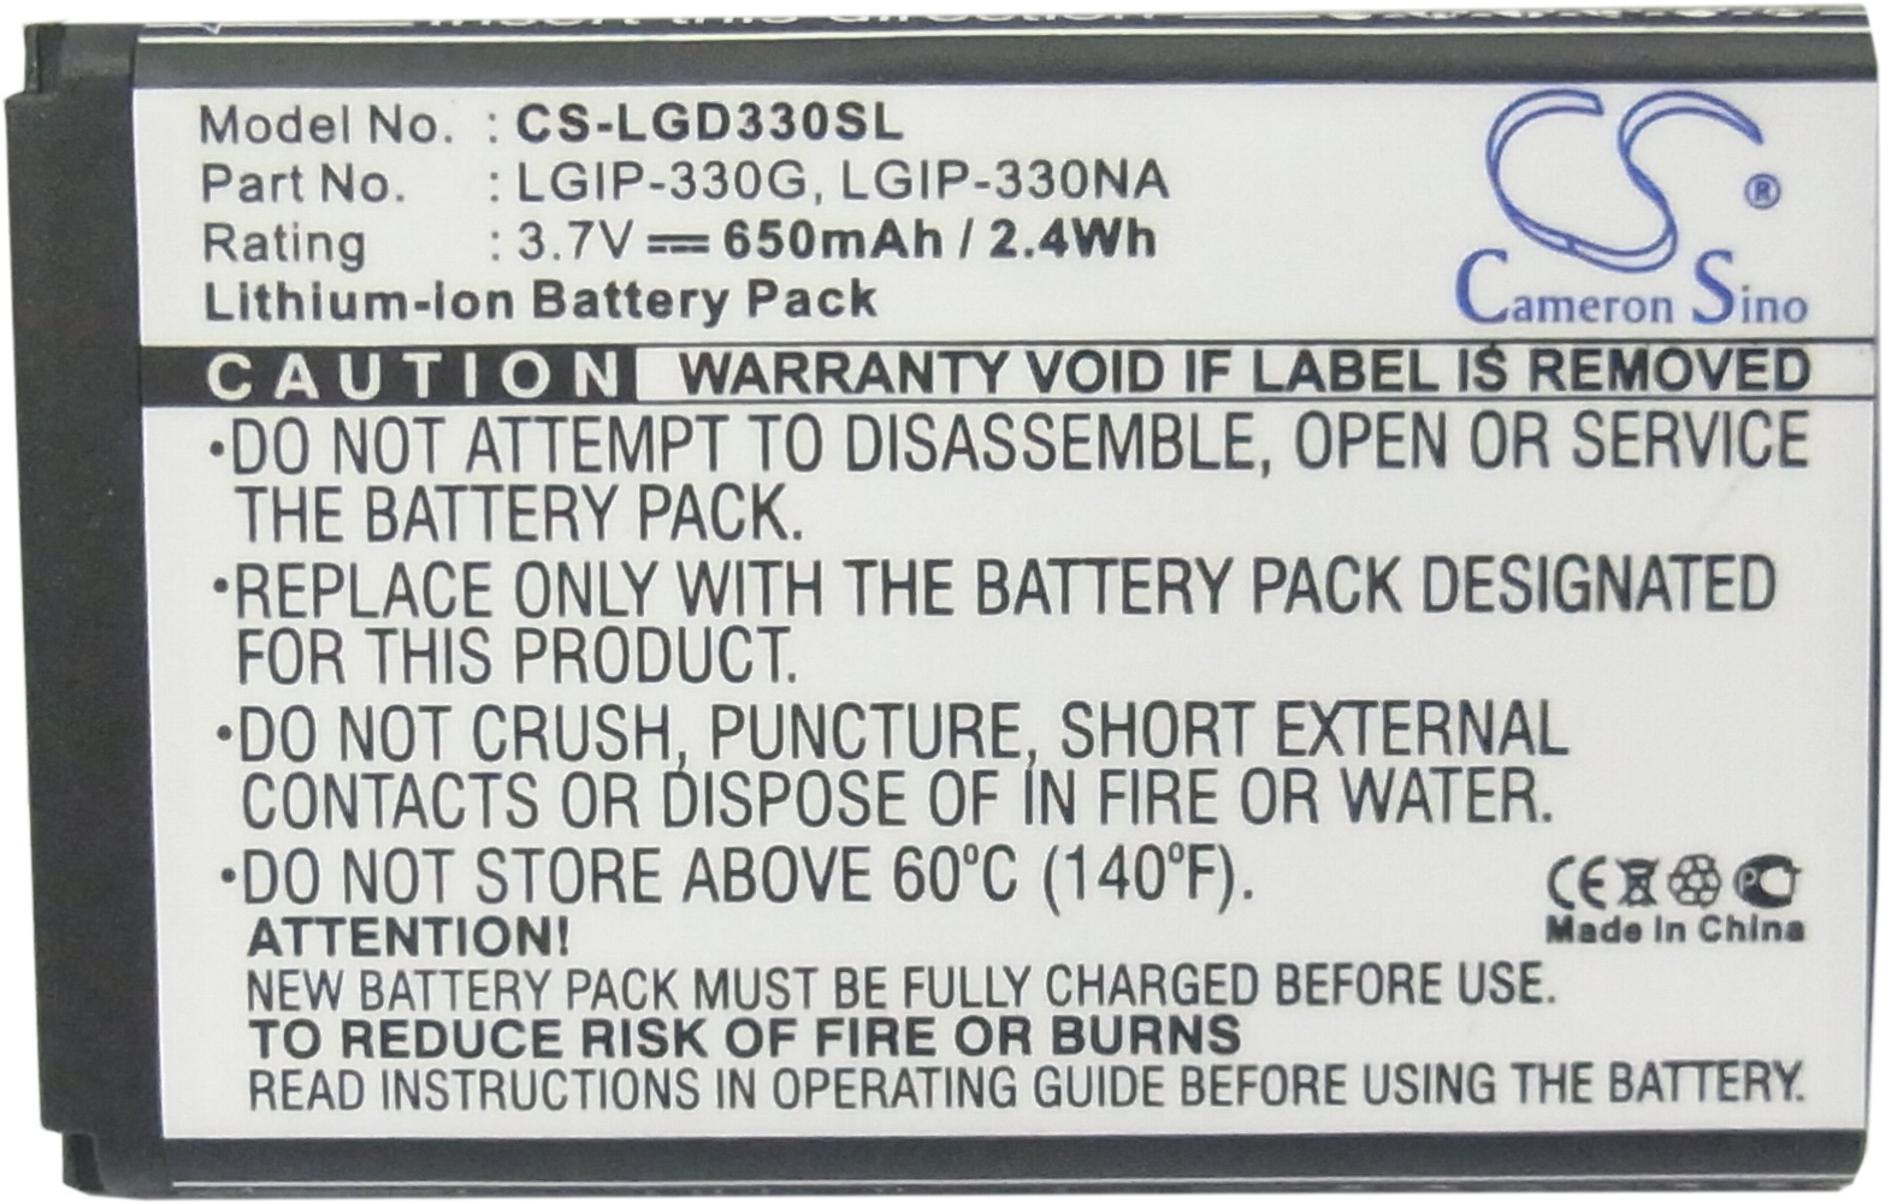 Insert this direction
Model No. : CS-LGD330SL
Part No. : LGIP-330G, LGIP-330NA
Rating : 3.7V ⎓ 650mAh / 2.4Wh
Lithium-Ion Battery Pack
CS®
Cameron Sino
CAUTION WARRANTY VOID IF LABEL IS REMOVED
•DO NOT ATTEMPT TO DISASSEMBLE, OPEN OR SERVICE
THE BATTERY PACK.
•REPLACE ONLY WITH THE BATTERY PACK DESIGNATED
FOR THIS PRODUCT.
•DO NOT CRUSH, PUNCTURE, SHORT EXTERNAL
CONTACTS OR DISPOSE OF IN FIRE OR WATER.
•DO NOT STORE ABOVE 60ºC (140ºF).
CE
Made In China
ATTENTION!
NEW BATTERY PACK MUST BE FULLY CHARGED BEFORE USE.
TO REDUCE RISK OF FIRE OR BURNS
READ INSTRUCTIONS IN OPERATING GUIDE BEFORE USING THE BATTERY.